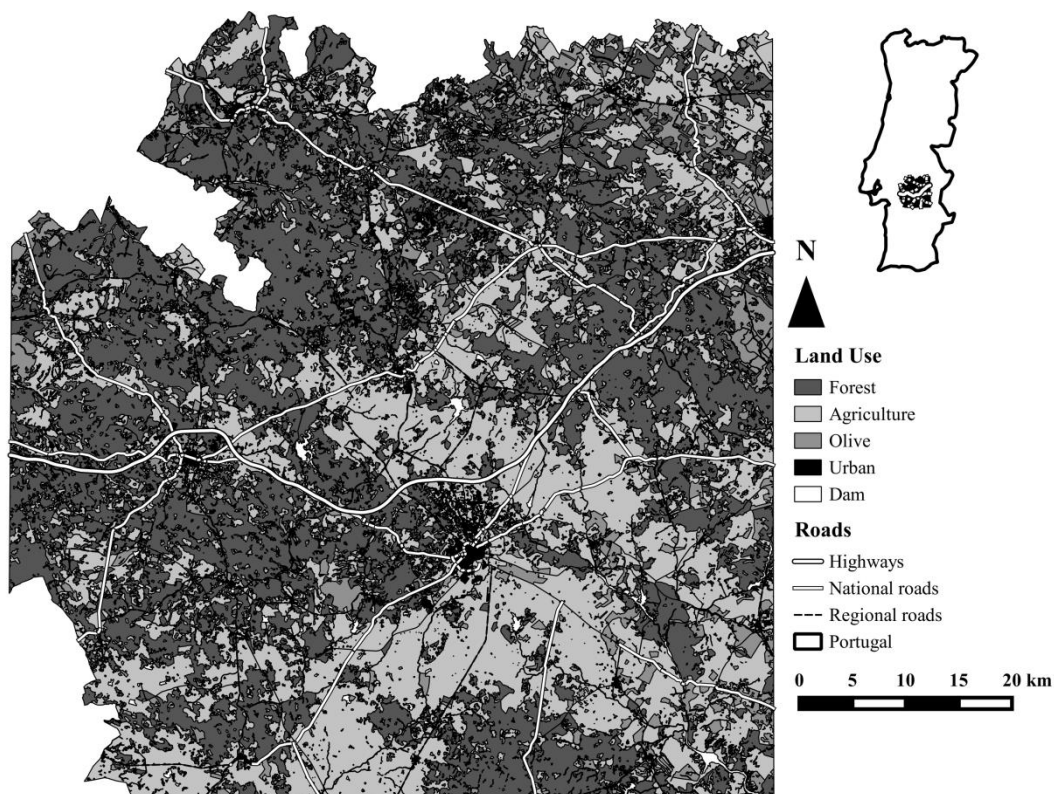 N
Land Use
Forest
Agriculture
Olive
Urban
Dam
Roads
Highways
National roads
Regional roads
Portugal
0 5 10 15 20 km